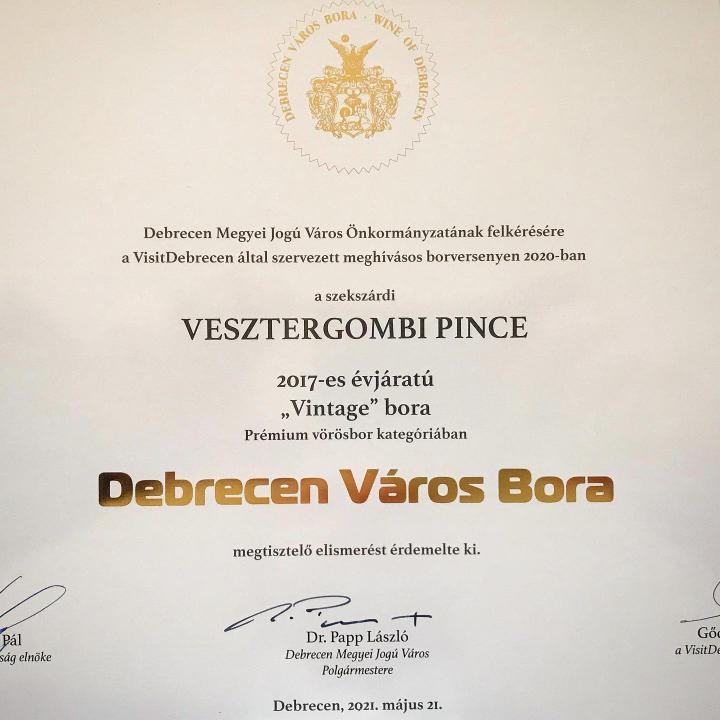 DEBRECEN VÁROS BORA · WINE OF DEBRECEN
Debrecen Megyei Jogú Város Önkormányzatának felkérésére
a VisitDebrecen által szervezett meghívásos borversenyen 2020-ban
a szekszárdi
VESZTERGOMBI PINCE
2017-es évjáratú
„Vintage” bora
Prémium vörösbor kategóriában
Debrecen Város Bora
megtisztelő elismerést érdemelte ki.
Pál
ság elnöke
Dr. Papp László
Debrecen Megyei Jogú Város
Polgármestere
a VisitDe
Debrecen, 2021. május 21.